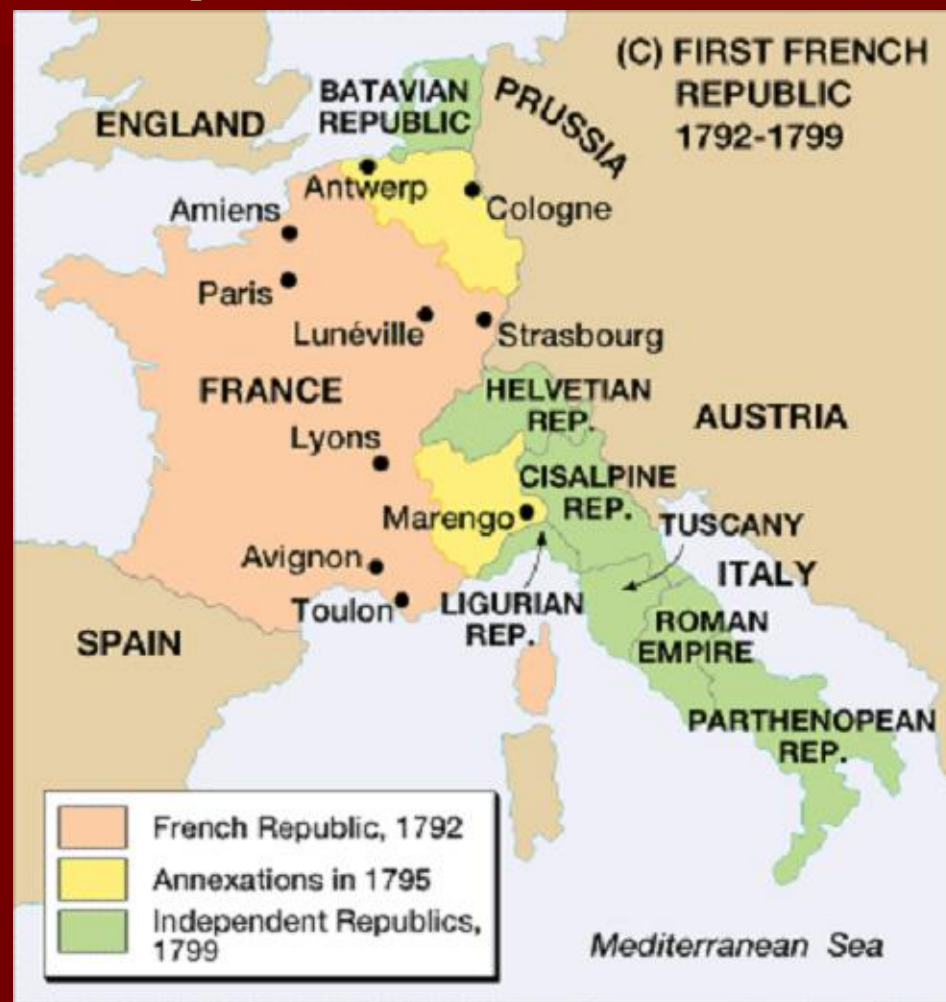 (C) FIRST FRENCH
REPUBLIC
1792-1799
BATAVIAN
REPUBLIC
PRUSSIA
ENGLAND
Antwerp
Cologne
Amiens
Paris
Lunéville
Strasbourg
FRANCE
HELVETIAN
REP.
AUSTRIA
Lyons
CISALPINE
REP.
Marengo
TUSCANY
Avignon
ITALY
Toulon
LIGURIAN
REP.
ROMAN
EMPIRE
SPAIN
PARTHENOPEAN
REP.
French Republic, 1792
Annexations in 1795
Independent Republics,
1799
Mediterranean Sea